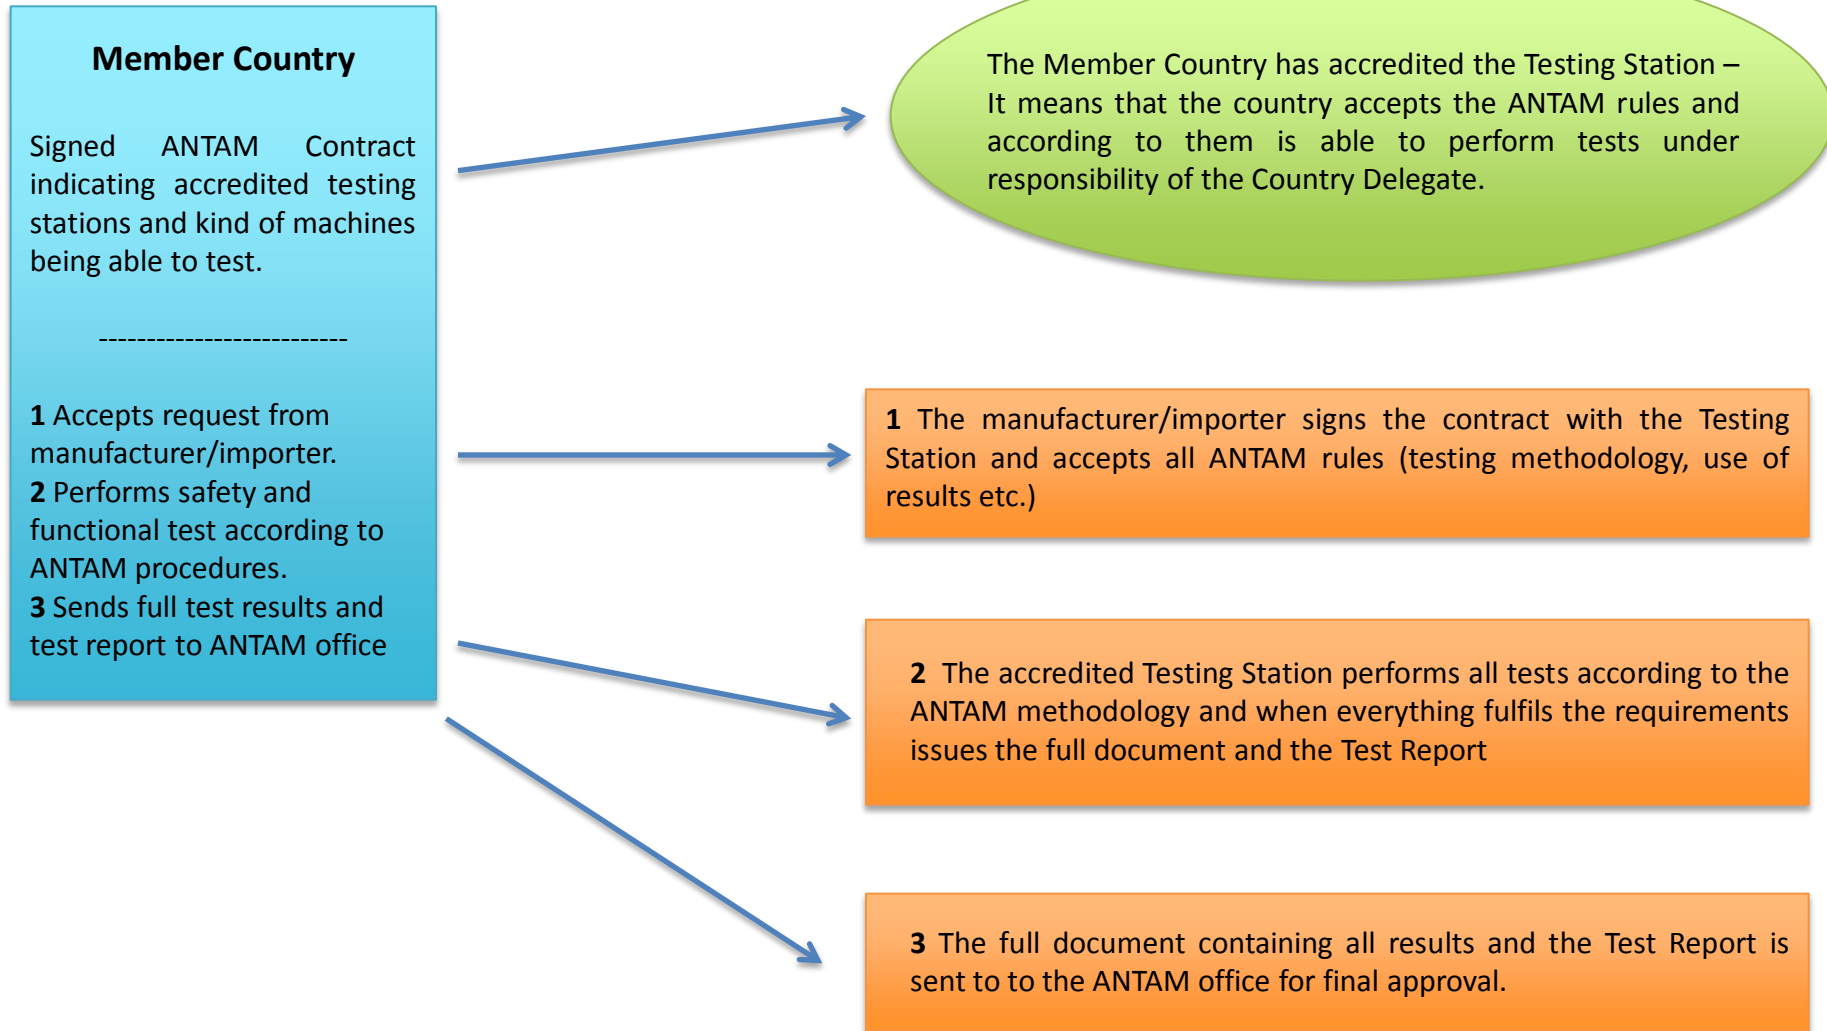 Member Country
Signed ANTAM Contract
indicating accredited testing
stations and kind of machines
being able to test.
--------------------------
1 Accepts request from
manufacturer/importer.
2 Performs safety and
functional test according to
ANTAM procedures.
3 Sends full test results and
test report to ANTAM office
The Member Country has accredited the Testing Station –
It means that the country accepts the ANTAM rules and
according to them is able to perform tests under
responsibility of the Country Delegate.
1 The manufacturer/importer signs the contract with the Testing
Station and accepts all ANTAM rules (testing methodology, use of
results etc.)
2 The accredited Testing Station performs all tests according to the
ANTAM methodology and when everything fulfils the requirements
issues the full document and the Test Report
3 The full document containing all results and the Test Report is
sent to to the ANTAM office for final approval.